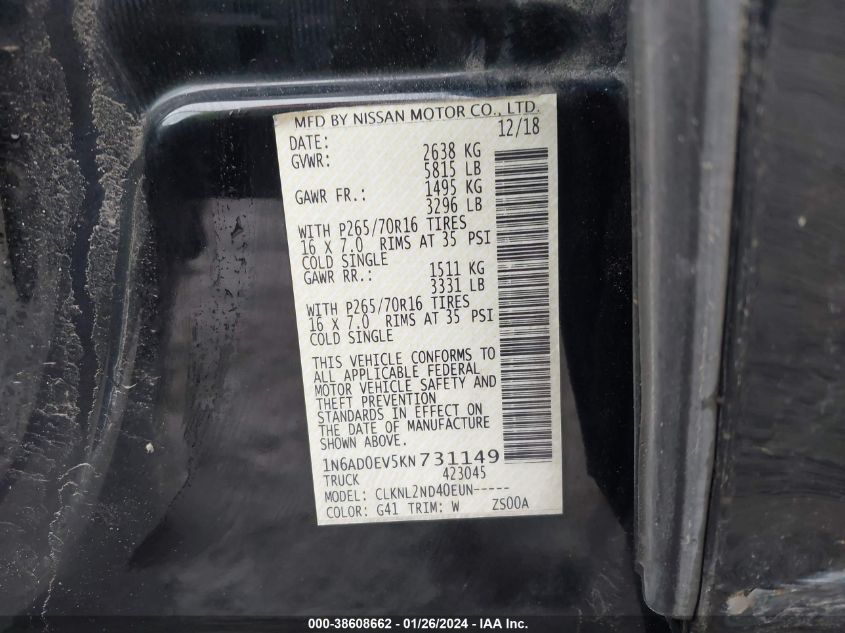 MFD BY NISSAN MOTOR CO., LTD.
DATE: 12/18
GVWR: 2638 KG
5815 LB
GAWR FR.: 1495 KG
3296 LB
WITH P265/70R16 TIRES
16 X 7.0 RIMS AT 35 PSI
COLD SINGLE
GAWR RR.: 1511 KG
3331 LB
WITH P265/70R16 TIRES
16 X 7.0 RIMS AT 35 PSI
COLD SINGLE
THIS VEHICLE CONFORMS TO
ALL APPLICABLE FEDERAL
MOTOR VEHICLE SAFETY AND
THEFT PREVENTION
STANDARDS IN EFFECT ON
THE DATE OF MANUFACTURE
SHOWN ABOVE.
1N6AD0EV5KN731149
TRUCK 423045
MODEL: CLKNL2ND40EUN-----
COLOR: G41 TRIM: W ZS00A
000-38608662 - 01/26/2024 - IAA Inc.